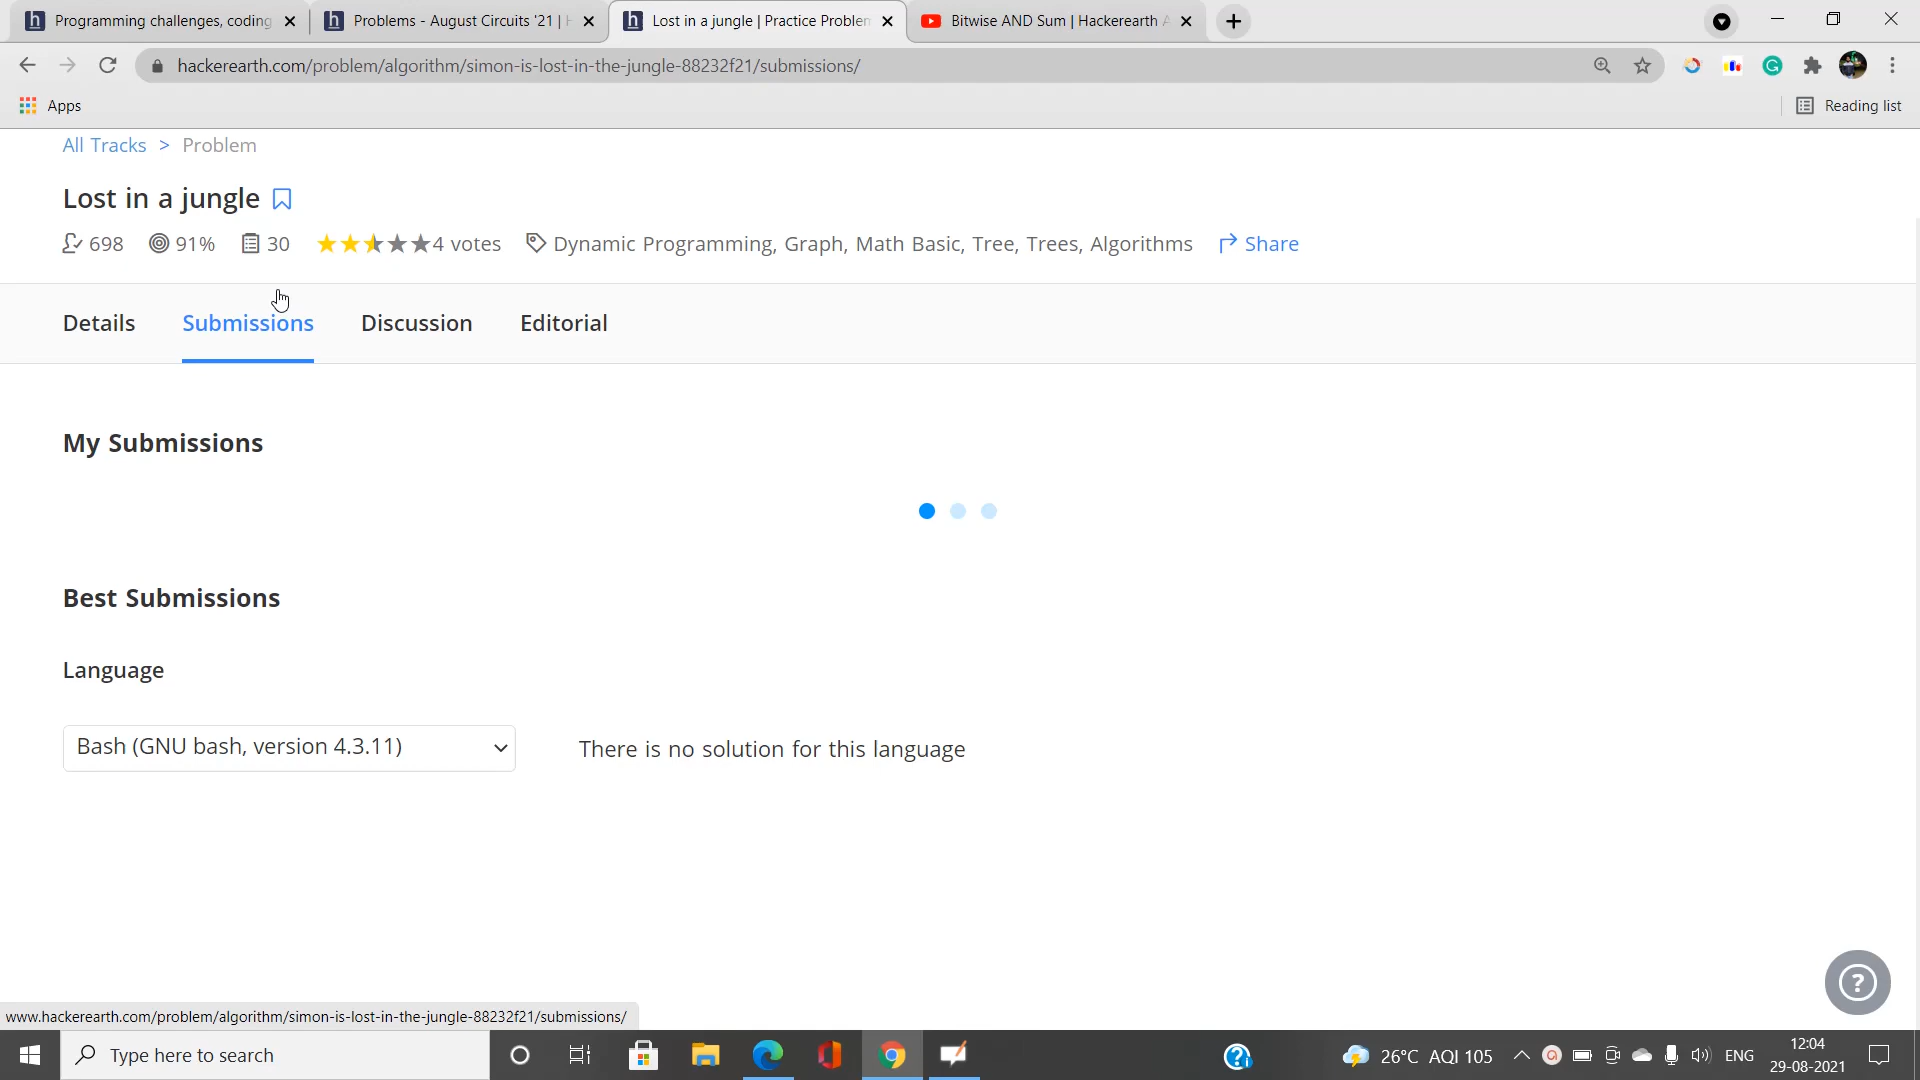 Programming challenges, coding
Problems - August Circuits '21 | H
Lost in a jungle | Practice Problem
Bitwise AND Sum | Hackerearth A
hackerearth.com/problem/algorithm/simon-is-lost-in-the-jungle-88232f21/submissions/
Apps
Reading list
All Tracks > Problem
Lost in a jungle
698 91% 30 4 votes Dynamic Programming, Graph, Math Basic, Tree, Trees, Algorithms Share
Details Submissions Discussion Editorial
My Submissions
Best Submissions
Language
Bash (GNU bash, version 4.3.11)
There is no solution for this language
www.hackerearth.com/problem/algorithm/simon-is-lost-in-the-jungle-88232f21/submissions/
Type here to search
26°C AQI 105
ENG
12:04
29-08-2021